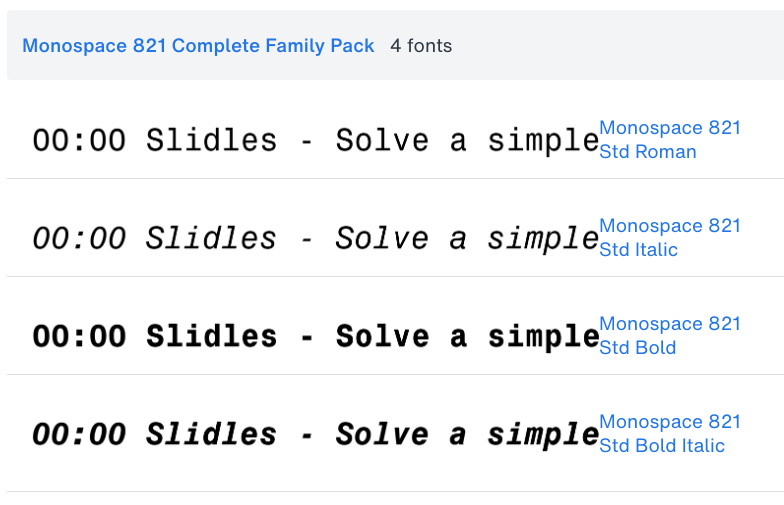 Monospace 821 Complete Family Pack 4 fonts
00:00 Slidles - Solve a simple
Monospace 821
Std Roman
00:00 Slidles - Solve a simple
Monospace 821
Std Italic
00:00 Slidles - Solve a simple
Monospace 821
Std Bold
00:00 Slidles - Solve a simple
Monospace 821
Std Bold Italic